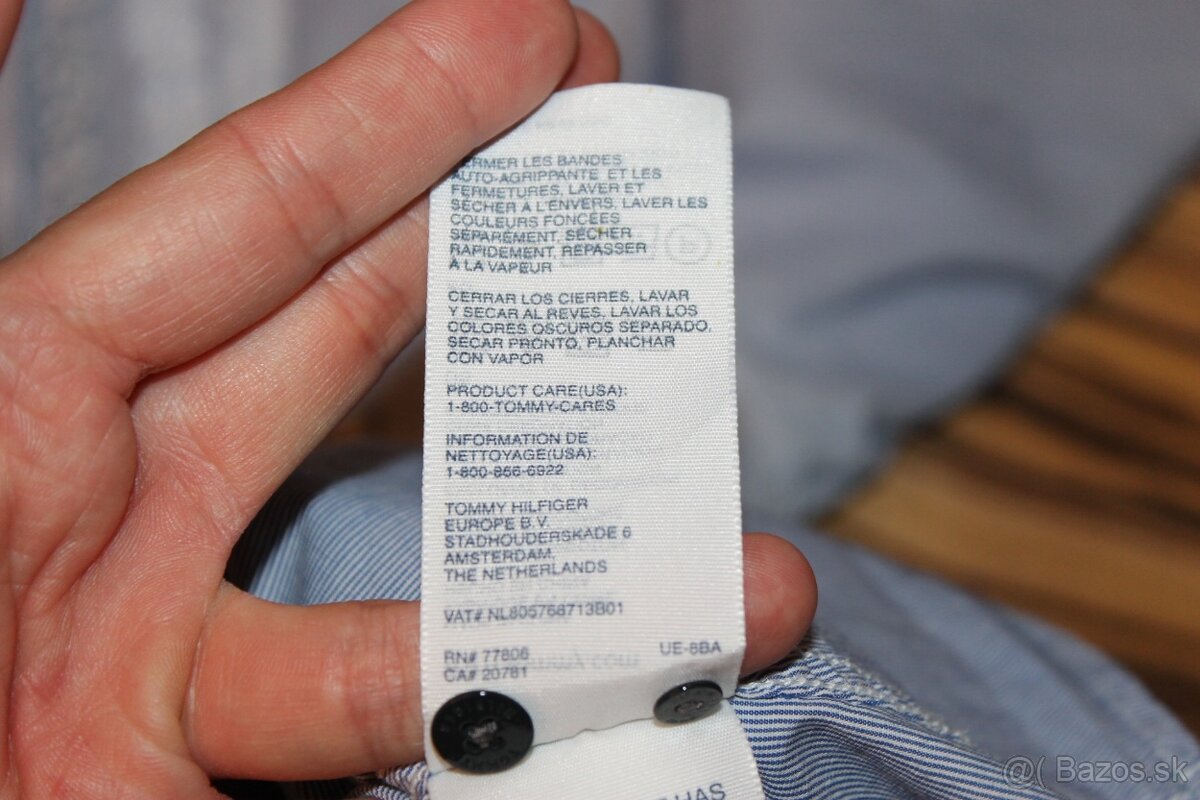 ERMER LES BANDES
AUTO-AGRIPPANTE ET LES
FERMETURES, LAVER ET
SÉCHER À L'ENVERS, LAVER LES
COULEURS FONCÉES
SÉPARÉMENT, SÉCHER
RAPIDEMENT, REPASSER
À LA VAPEUR
CERRAR LOS CIERRES, LAVAR
Y SECAR AL REVES, LAVAR LOS
COLORES OSCUROS SEPARADO,
SECAR PRONTO, PLANCHAR
CON VAPOR
PRODUCT CARE(USA):
1-800-TOMMY-CARES
INFORMATION DE
NETTOYAGE(USA):
1-800-866-6922
TOMMY HILFIGER
EUROPE B.V.
STADHOUDERSKADE 6
AMSTERDAM,
THE NETHERLANDS
VAT# NL805768713B01
RN# 77806 UE-8BA
CA# 20781
HAS
@( Bazos.sk